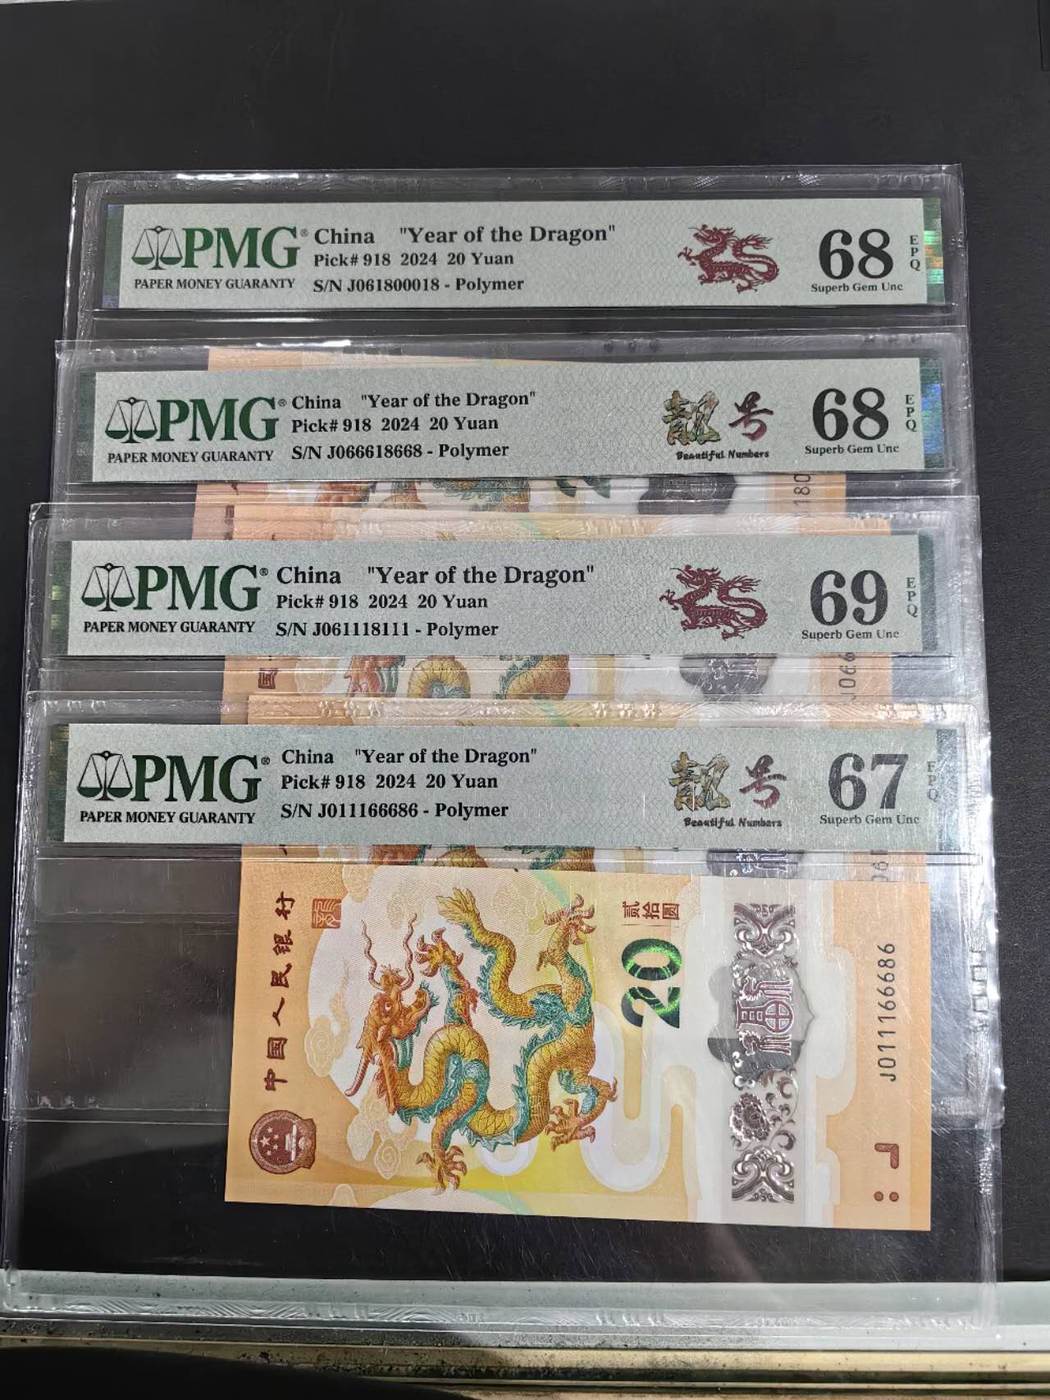 PMG®
PAPER MONEY GUARANTY
China "Year of the Dragon"
Pick# 918 2024 20 Yuan
S/N J061800018 - Polymer
68
EPQ
Superb Gem Unc
PMG®
PAPER MONEY GUARANTY
China "Year of the Dragon"
Pick# 918 2024 20 Yuan
S/N J066618668 - Polymer
靓号
Beautiful Numbers
68
EPQ
Superb Gem Unc
180
PMG®
PAPER MONEY GUARANTY
China "Year of the Dragon"
Pick# 918 2024 20 Yuan
S/N J061118111 - Polymer
69
EPQ
Superb Gem Unc
国
J066
PMG®
PAPER MONEY GUARANTY
China "Year of the Dragon"
Pick# 918 2024 20 Yuan
S/N J011166686 - Polymer
靓号
Beautiful Numbers
67
EPQ
Superb Gem Unc
061
中国人民银行
贰拾圆
20
福
J011166686